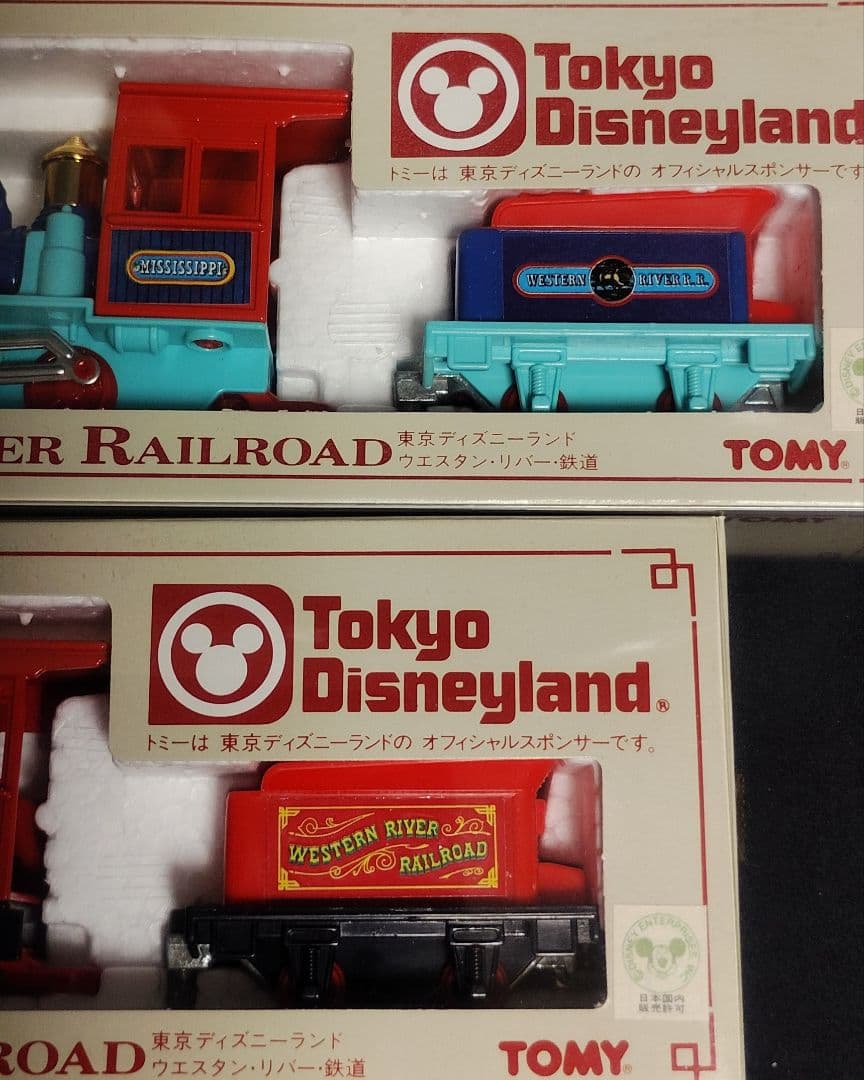 Tokyo
Disneyland
トミーは 東京ディズニーランドの オフィシャルスポンサーです
MISSISSIPPI
WESTERN RIVER R.R.
ER RAILROAD
東京ディズニーランド
ウエスタン・リバー・鉄道
TOMY®
Tokyo
Disneyland®
トミーは 東京ディズニーランドの オフィシャルスポンサーです。
WESTERN RIVER
RAILROAD
©DISNEY ENTERPRISES INC.
日本国内
販売許可
ROAD
東京ディズニーランド
ウエスタン・リバー・鉄道
TOMY®